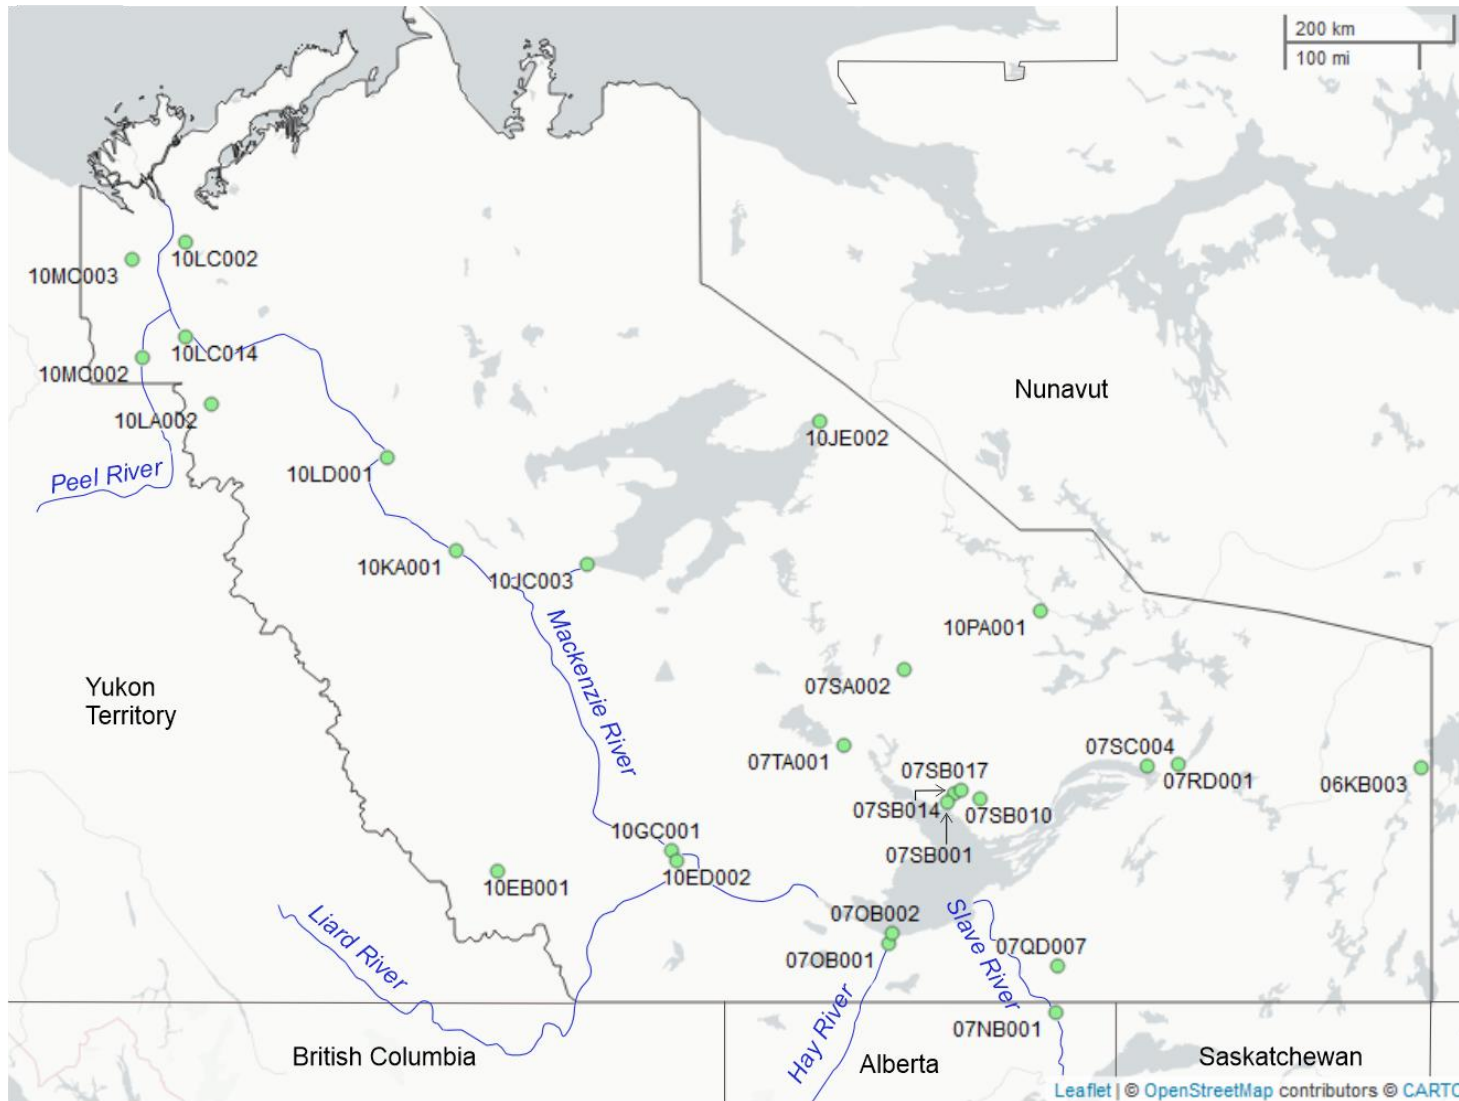 200 km
100 mi
10LC002
10MC003
10LC014
10MC002
10LA002
Nunavut
10JE002
10LD001
Peel River
10KA001
10JC003
Mackenzie River
10PA001
07SA002
Yukon
Territory
07TA001
07SC004
07SB017
07RD001
06KB003
07SB014
07SB010
10GC001
07SB001
10ED002
10EB001
07OB002
Liard River
Slave River
07QD007
07OB001
07NB001
Hay River
British Columbia
Alberta
Saskatchewan
Leaflet | © OpenStreetMap contributors © CARTO